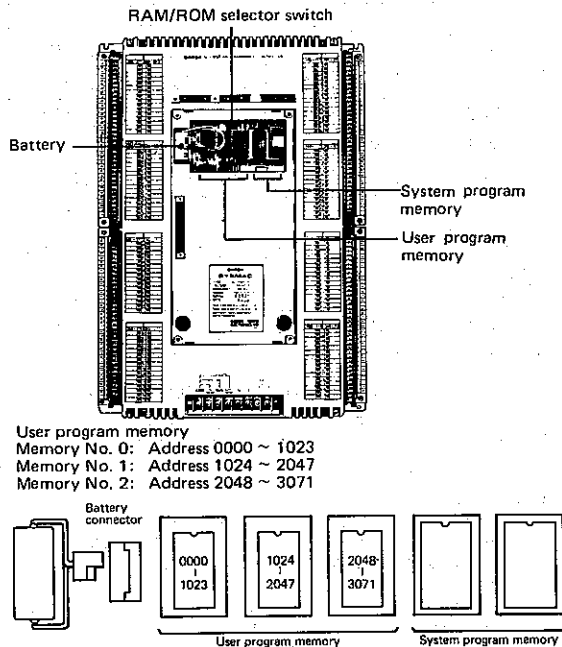 RAM/ROM selector switch
Battery
System program
memory
User program
memory
User program memory
Memory No. 0: Address 0000 ~ 1023
Memory No. 1: Address 1024 ~ 2047
Memory No. 2: Address 2048 ~ 3071
Battery
connector
0000
1023
1024
2047
2048
3071
User program memory
System program memory